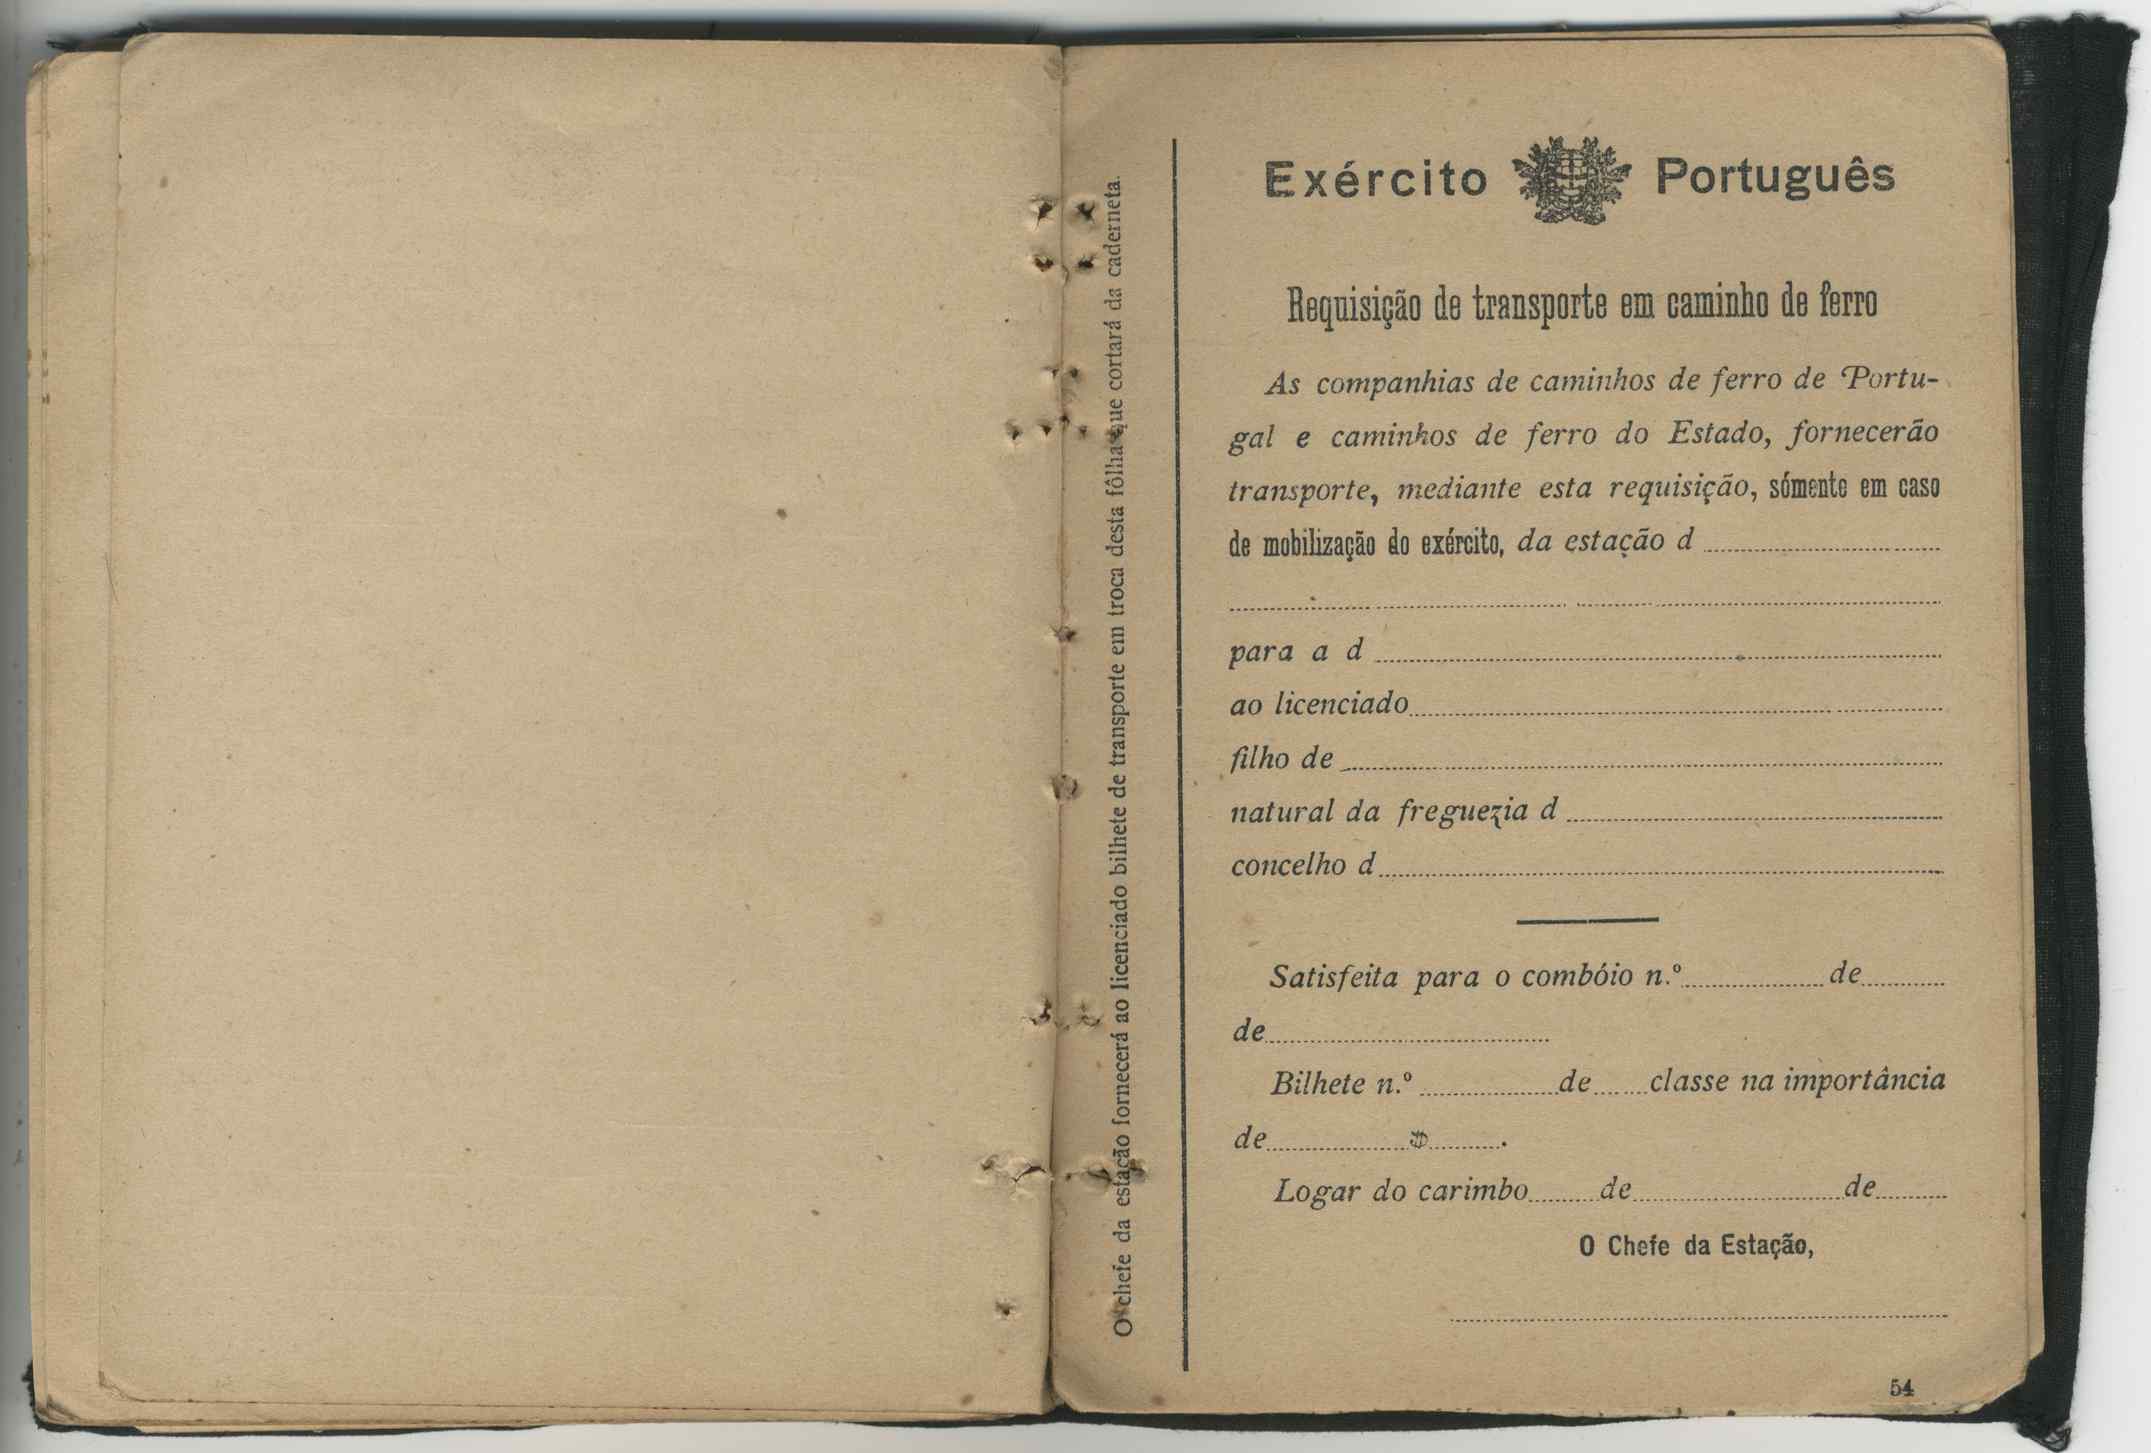 O chefe da estação fornecerá ao licenciado bilhete de transporte em troca desta fôlha que cortará da caderneta.
Exército Português
Requisição de transporte em caminho de ferro
As companhias de caminhos de ferro de Portu-
gal e caminhos de ferro do Estado, fornecerão
transporte, mediante esta requisição, sómente em caso
de mobilização do exército, da estação d
para a d
ao licenciado
filho de
natural da freguezia d
concelho d
Satisfeita para o combóio n.º de
de
Bilhete n.º de classe na importância
de $ .
Logar do carimbo de de
O Chefe da Estação,
54